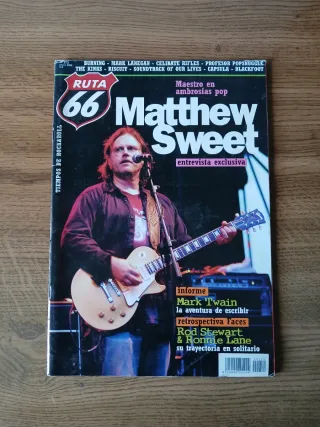 BURNING - MARK LANEGAN - CELIBATE RIFLES - PROFESOR POPSNUGGLE
THE KINKS - BISCUIT - SOUNDTRACK OF OUR LIVES - CAPSULA - BLACKFOOT
RUTA
66
TIEMPOS DE ROCKANROLL
Maestro en
ambrosías pop
Matthew
Sweet
entrevista exclusiva
informe
Mark Twain
la aventura de escribir
retrospectiva Faces
Rod Stewart
& Ronnie Lane
su trayectoria en solitario